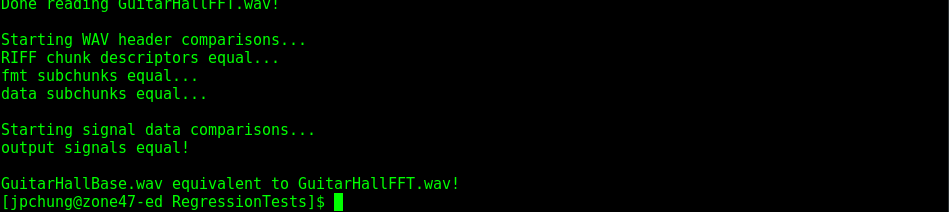 Done reading GuitarHallFFT.wav!
Starting WAV header comparisons...
RIFF chunk descriptors equal...
fmt subchunks equal...
data subchunks equal...
Starting signal data comparisons...
output signals equal!
GuitarHallBase.wav equivalent to GuitarHallFFT.wav!
[jpchung@zone47-ed RegressionTests]$